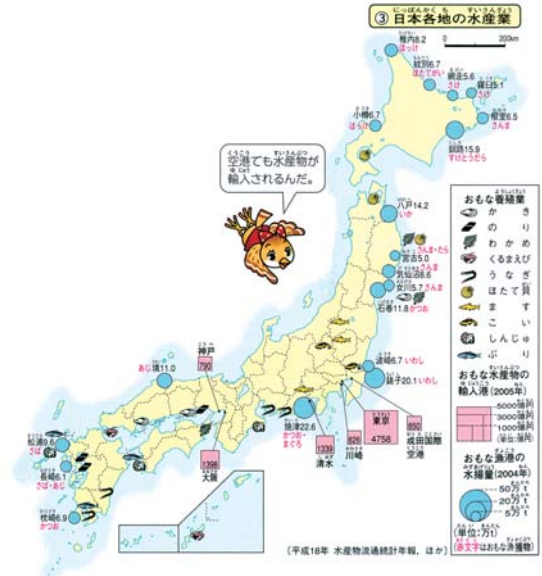 ③日本各地の水産業
0 200km
稚内8.2
ほっけ
紋別6.7
ほたてがい
網走5.6
さけ
羅臼5.1
さけ
根室6.5
さんま
小樽6.7
ほっけ
釧路15.9
すけとうだら
空港でも水産物が
輸入されるんだ。
八戸14.2
いか
さんま・たら
宮古5.0
さんま
気仙沼8.6
女川5.7 さんま
石巻11.8 かつお
波崎6.7 いわし
銚子20.1 いわし
東京
4758
850
成田国際
空港
826
川崎
1339
清水
焼津22.6
かつお・
まぐろ
神戸
790
1398
大阪
あじ 境11.0
松浦9.6
さば
長崎6.1
さば・あじ
枕崎6.9
かつお
おもな養殖業
かき
のり
わかめ
くるまえび
うなぎ
ほたて貝
ます
こい
しんじゅ
ぶり
おもな水産物の
輸入港(2005年)
5000億円
3000億円
1000億円
(単位:億円)
おもな漁港の
水揚量(2004年)
50万t
20万t
5万t
(単位:万t)
(赤文字はおもな漁獲物)
〔平成18年 水産物流通統計年報、ほか〕